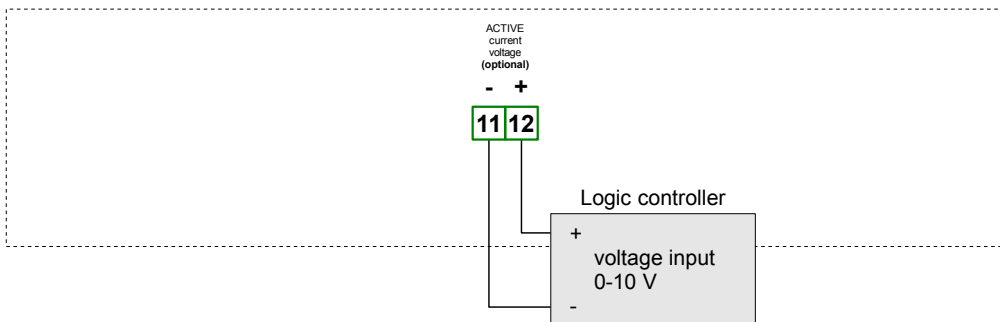 ACTIVE
current
voltage
(optional)
- +
11 12
Logic controller
+
voltage input
0-10 V
-